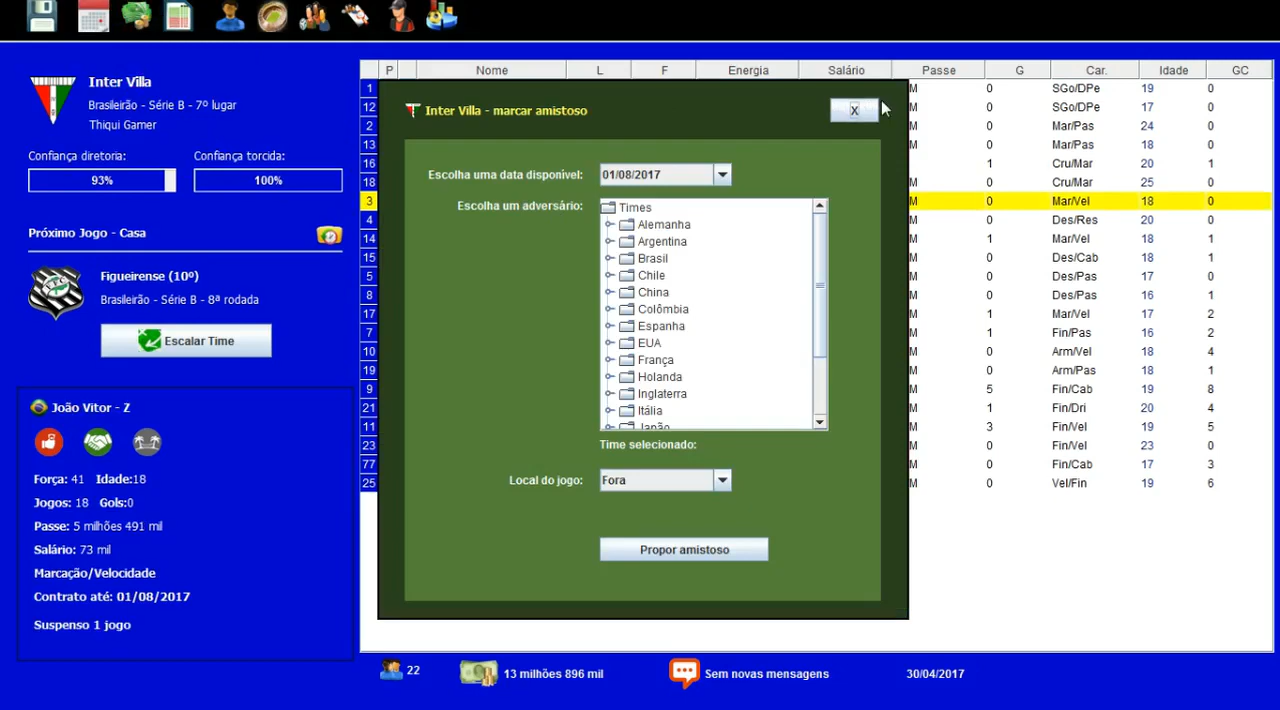 Inter Villa
Brasileirão - Série B - 7º lugar
Thiqui Gamer
Confiança diretoria: Confiança torcida:
93% 100%
Próximo Jogo - Casa
Figueirense (10º)
Brasileirão - Série B - 8ª rodada
Escalar Time
João Vitor - Z
Força: 41 Idade:18
Jogos: 18 Gols:0
Passe: 5 milhões 491 mil
Salário: 73 mil
Marcação/Velocidade
Contrato até: 01/08/2017
Suspenso 1 jogo
P Nome L F Energia Salário Passe G Car. Idade GC
1 M 0 SGo/DPe 19 0
12 M 0 SGo/DPe 17 0
2 M 0 Mar/Pas 24 0
13 M 0 Mar/Pas 18 0
16 1 Cru/Mar 20 1
18 M 0 Cru/Mar 25 0
3 M 0 Mar/Vel 18 0
4 M 0 Des/Res 20 0
14 M 1 Mar/Vel 18 1
15 M 0 Des/Cab 18 1
5 M 0 Des/Pas 17 0
8 M 0 Des/Pas 16 1
17 M 1 Mar/Vel 17 2
7 M 1 Fin/Pas 16 2
10 M 0 Arm/Vel 18 4
19 M 0 Arm/Pas 18 1
9 M 5 Fin/Cab 19 8
21 M 1 Fin/Dri 20 4
11 M 3 Fin/Vel 19 5
23 M 0 Fin/Vel 23 0
77 M 0 Fin/Cab 17 3
25 M 0 Vel/Fin 19 6
Inter Villa - marcar amistoso X
Escolha uma data disponível: 01/08/2017
Escolha um adversário: Times
Alemanha
Argentina
Brasil
Chile
China
Colômbia
Espanha
EUA
França
Holanda
Inglaterra
Itália
Japão
Time selecionado:
Local do jogo: Fora
Propor amistoso
22 13 milhões 896 mil Sem novas mensagens 30/04/2017